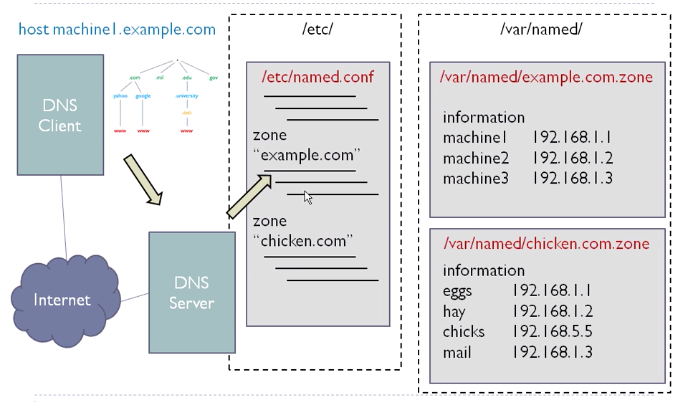 host machine1.example.com
DNS
Client
.
.com mil .edu .gov
yahoo google university
www www www
DNS
Server
Internet
/etc/
/etc/named.conf
zone
“example.com”
zone
“chicken.com”
/var/named/
/var/named/example.com.zone
information
machine1 192.168.1.1
machine2 192.168.1.2
machine3 192.168.1.3
/var/named/chicken.com.zone
information
eggs 192.168.1.1
hay 192.168.1.2
chicks 192.168.5.5
mail 192.168.1.3